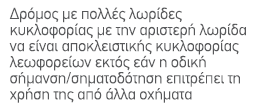 Δρόμος με πολλές λωρίδες
κυκλοφορίας με την αριστερή λωρίδα
να είναι αποκλειστικής κυκλοφορίας
λεωφορείων εκτός εάν η οδική
σήμανση/σηματοδότηση επιτρέπει τη
χρήση της από άλλα οχήματα